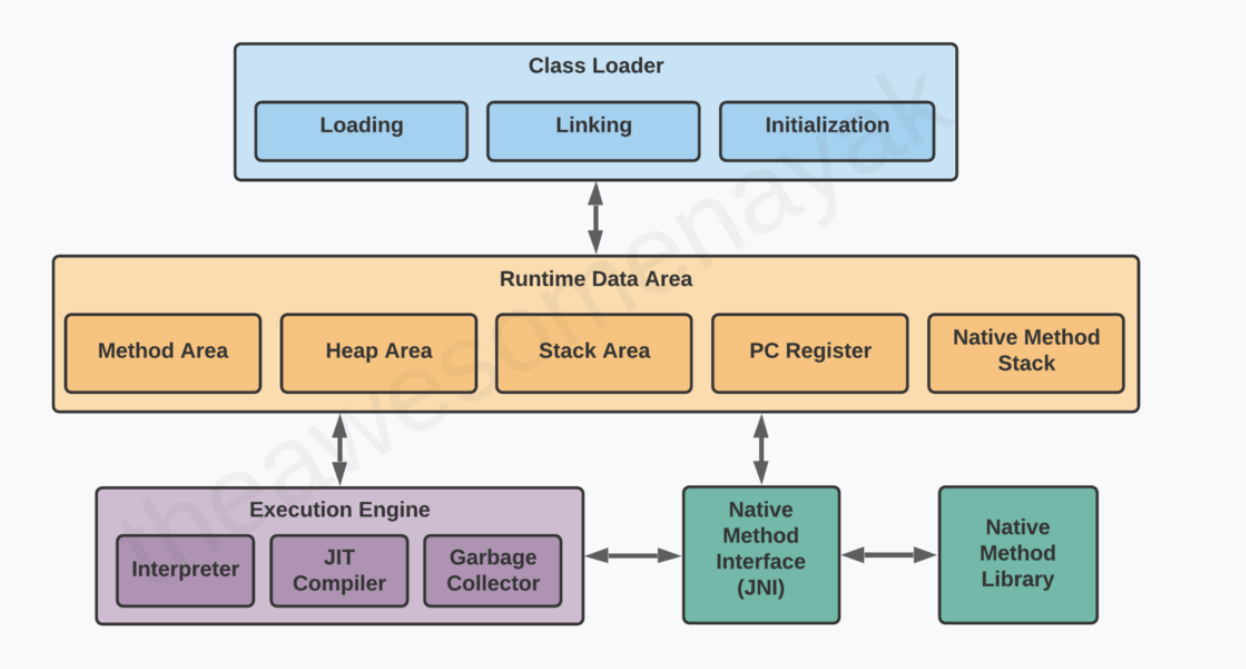 Class Loader
Loading
Linking
Initialization
Runtime Data Area
Method Area
Heap Area
Stack Area
PC Register
Native Method
Stack
Execution Engine
Interpreter
JIT
Compiler
Garbage
Collector
Native
Method
Interface
(JNI)
Native
Method
Library
theawesomenayak